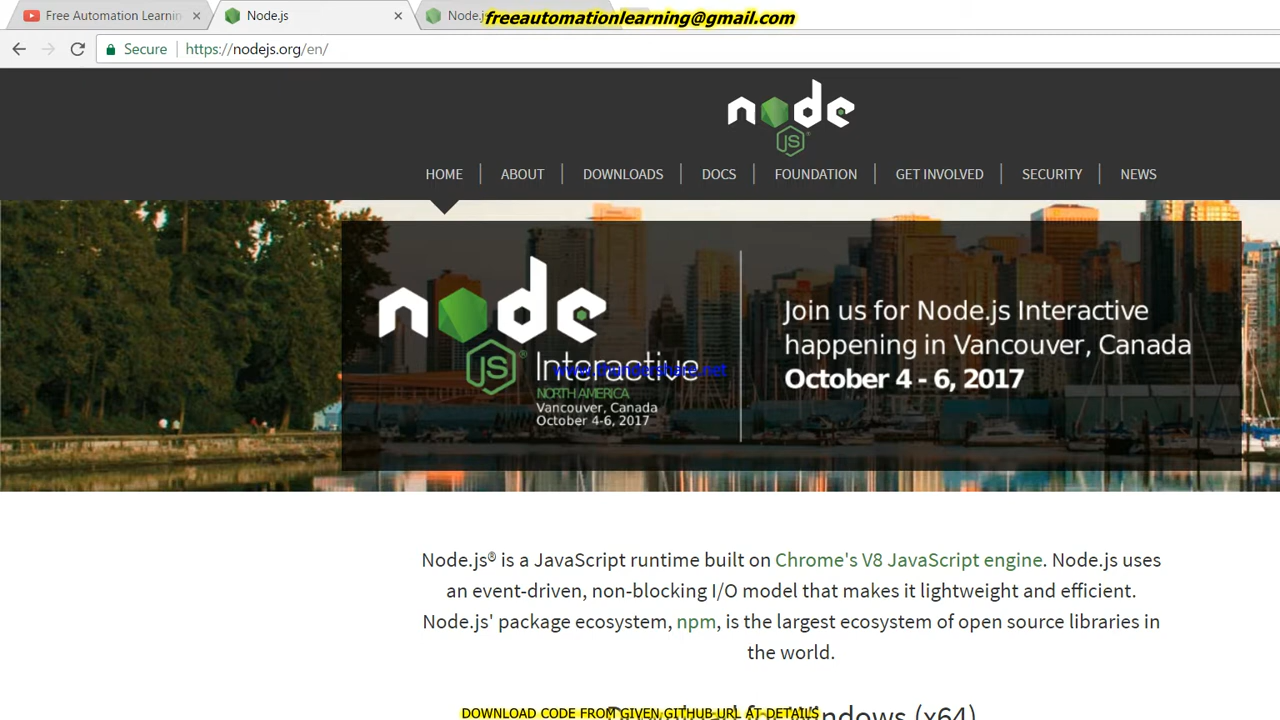 Free Automation Learnin
Node.js
Node.js
freeautomationlearning@gmail.com
Secure
https://nodejs.org/en/
node
JS
HOME
ABOUT
DOWNLOADS
DOCS
FOUNDATION
GET INVOLVED
SECURITY
NEWS
node
JS
Interactive
www.thundershare.net
NORTH AMERICA
Vancouver, Canada
October 4-6, 2017
Join us for Node.js Interactive
happening in Vancouver, Canada
October 4 - 6, 2017
Node.js® is a JavaScript runtime built on Chrome's V8 JavaScript engine. Node.js uses
an event-driven, non-blocking I/O model that makes it lightweight and efficient.
Node.js' package ecosystem, npm, is the largest ecosystem of open source libraries in
the world.
DOWNLOAD CODE FROM GIVEN GITHUB URL AT DETAILS
(x64)